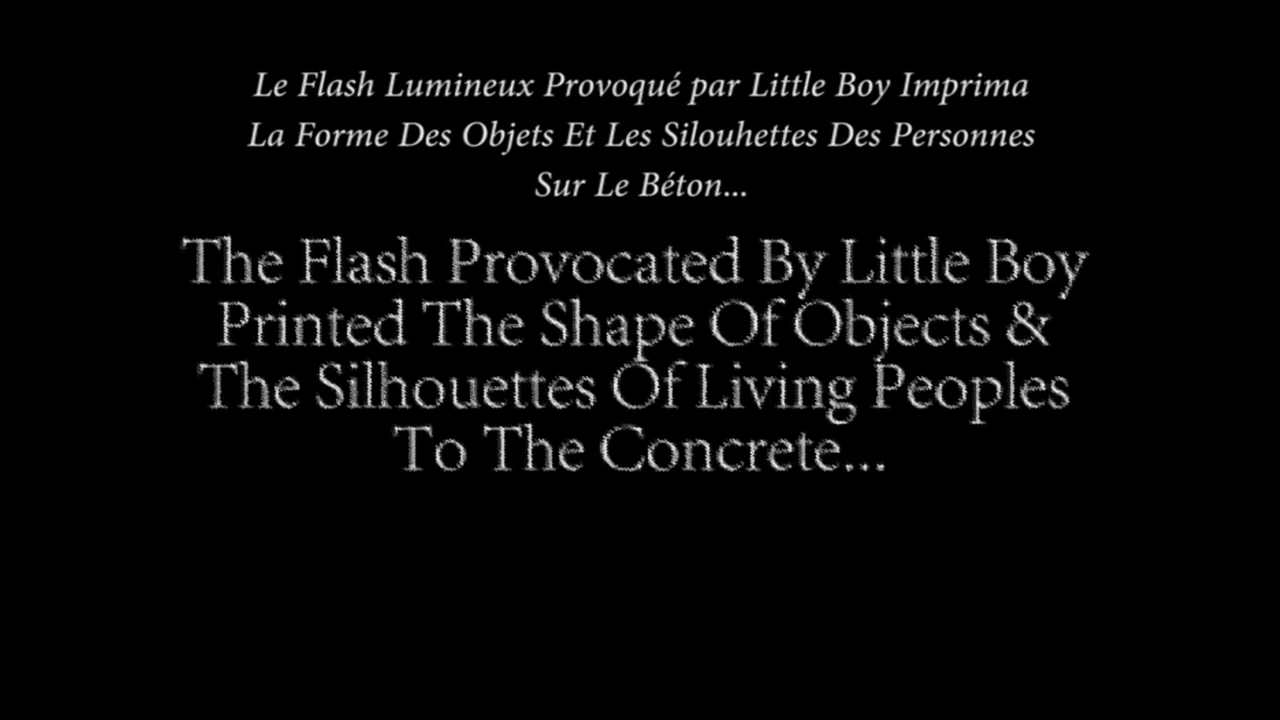 Le Flash Lumineux Provoqué par Little Boy Imprima
La Forme Des Objets Et Les Silouhettes Des Personnes
Sur Le Béton...
The Flash Provocated By Little Boy
Printed The Shape Of Objects &
The Silhouettes Of Living Peoples
To The Concrete...